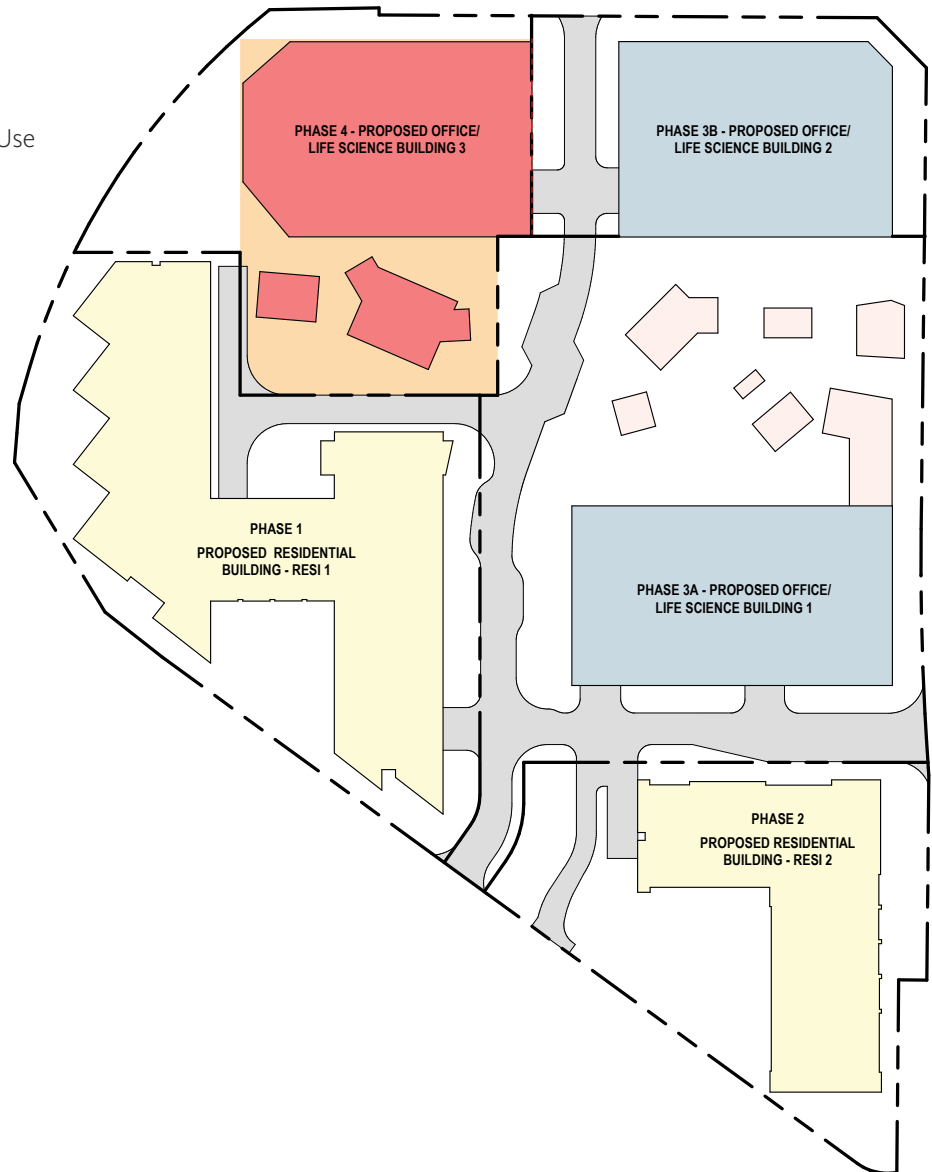 Use
PHASE 4 - PROPOSED OFFICE/
LIFE SCIENCE BUILDING 3
PHASE 3B - PROPOSED OFFICE/
LIFE SCIENCE BUILDING 2
PHASE 1
PROPOSED RESIDENTIAL
BUILDING - RESI 1
PHASE 3A - PROPOSED OFFICE/
LIFE SCIENCE BUILDING 1
PHASE 2
PROPOSED RESIDENTIAL
BUILDING - RESI 2